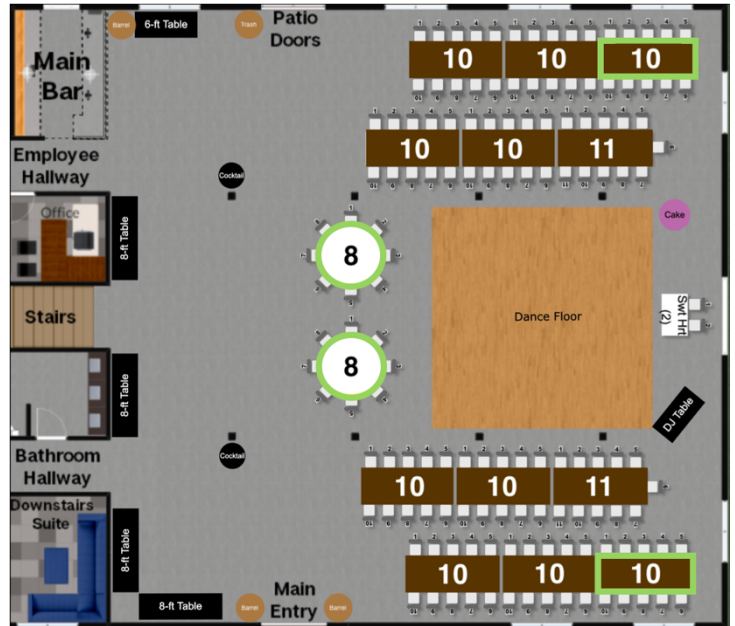 Barrel
6-ft Table
Trash
Patio
Doors
10
10
10
Main
Bar
10
10
11
Employee
Hallway
Cocktail
Office
8-ft Table
Cake
8
Stairs
Swt Hrt
(2)
Dance Floor
8
8-ft Table
DJ Table
Bathroom
Hallway
Cocktail
10
10
11
Downstairs
Suite
8-ft Table
10
10
10
8-ft Table
Barrel
Main
Entry
Barrel